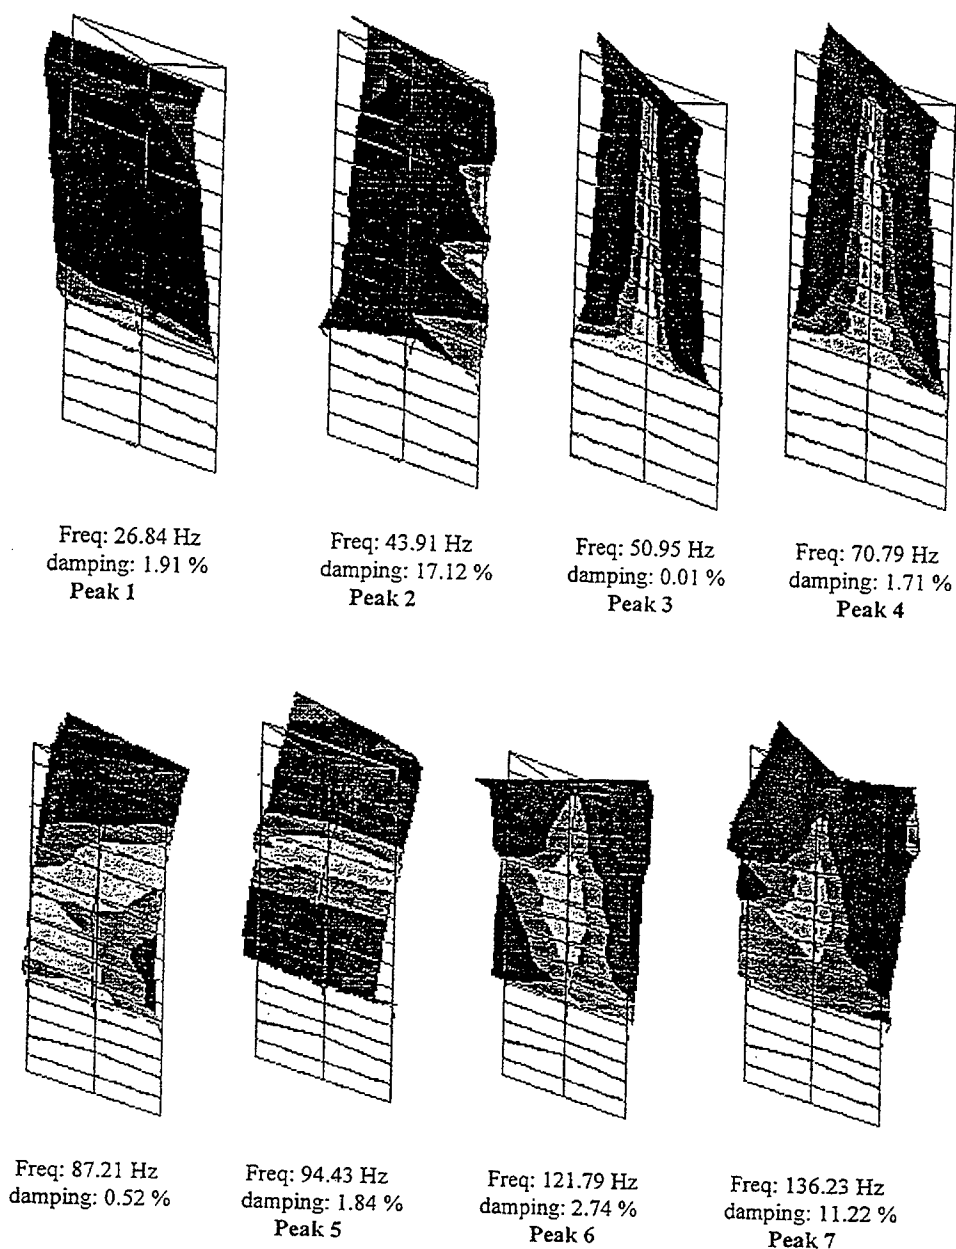 Freq: 26.84 Hz
damping: 1.91 %
Peak 1
Freq: 43.91 Hz
damping: 17.12 %
Peak 2
Freq: 50.95 Hz
damping: 0.01 %
Peak 3
Freq: 70.79 Hz
damping: 1.71 %
Peak 4
Freq: 87.21 Hz
damping: 0.52 %
Freq: 94.43 Hz
damping: 1.84 %
Peak 5
Freq: 121.79 Hz
damping: 2.74 %
Peak 6
Freq: 136.23 Hz
damping: 11.22 %
Peak 7